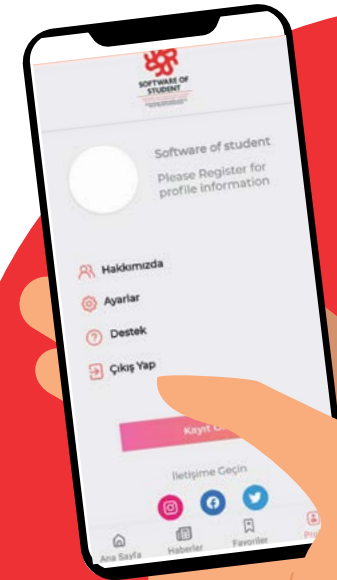 SOFTWARE OF
STUDENT
Software of student
Please Register for
profile information
Hakkımızda
Ayarlar
Destek
Çıkış Yap
Kayıt
İletişime Geçin
Ana Sayfa
Haberler
Favoriler